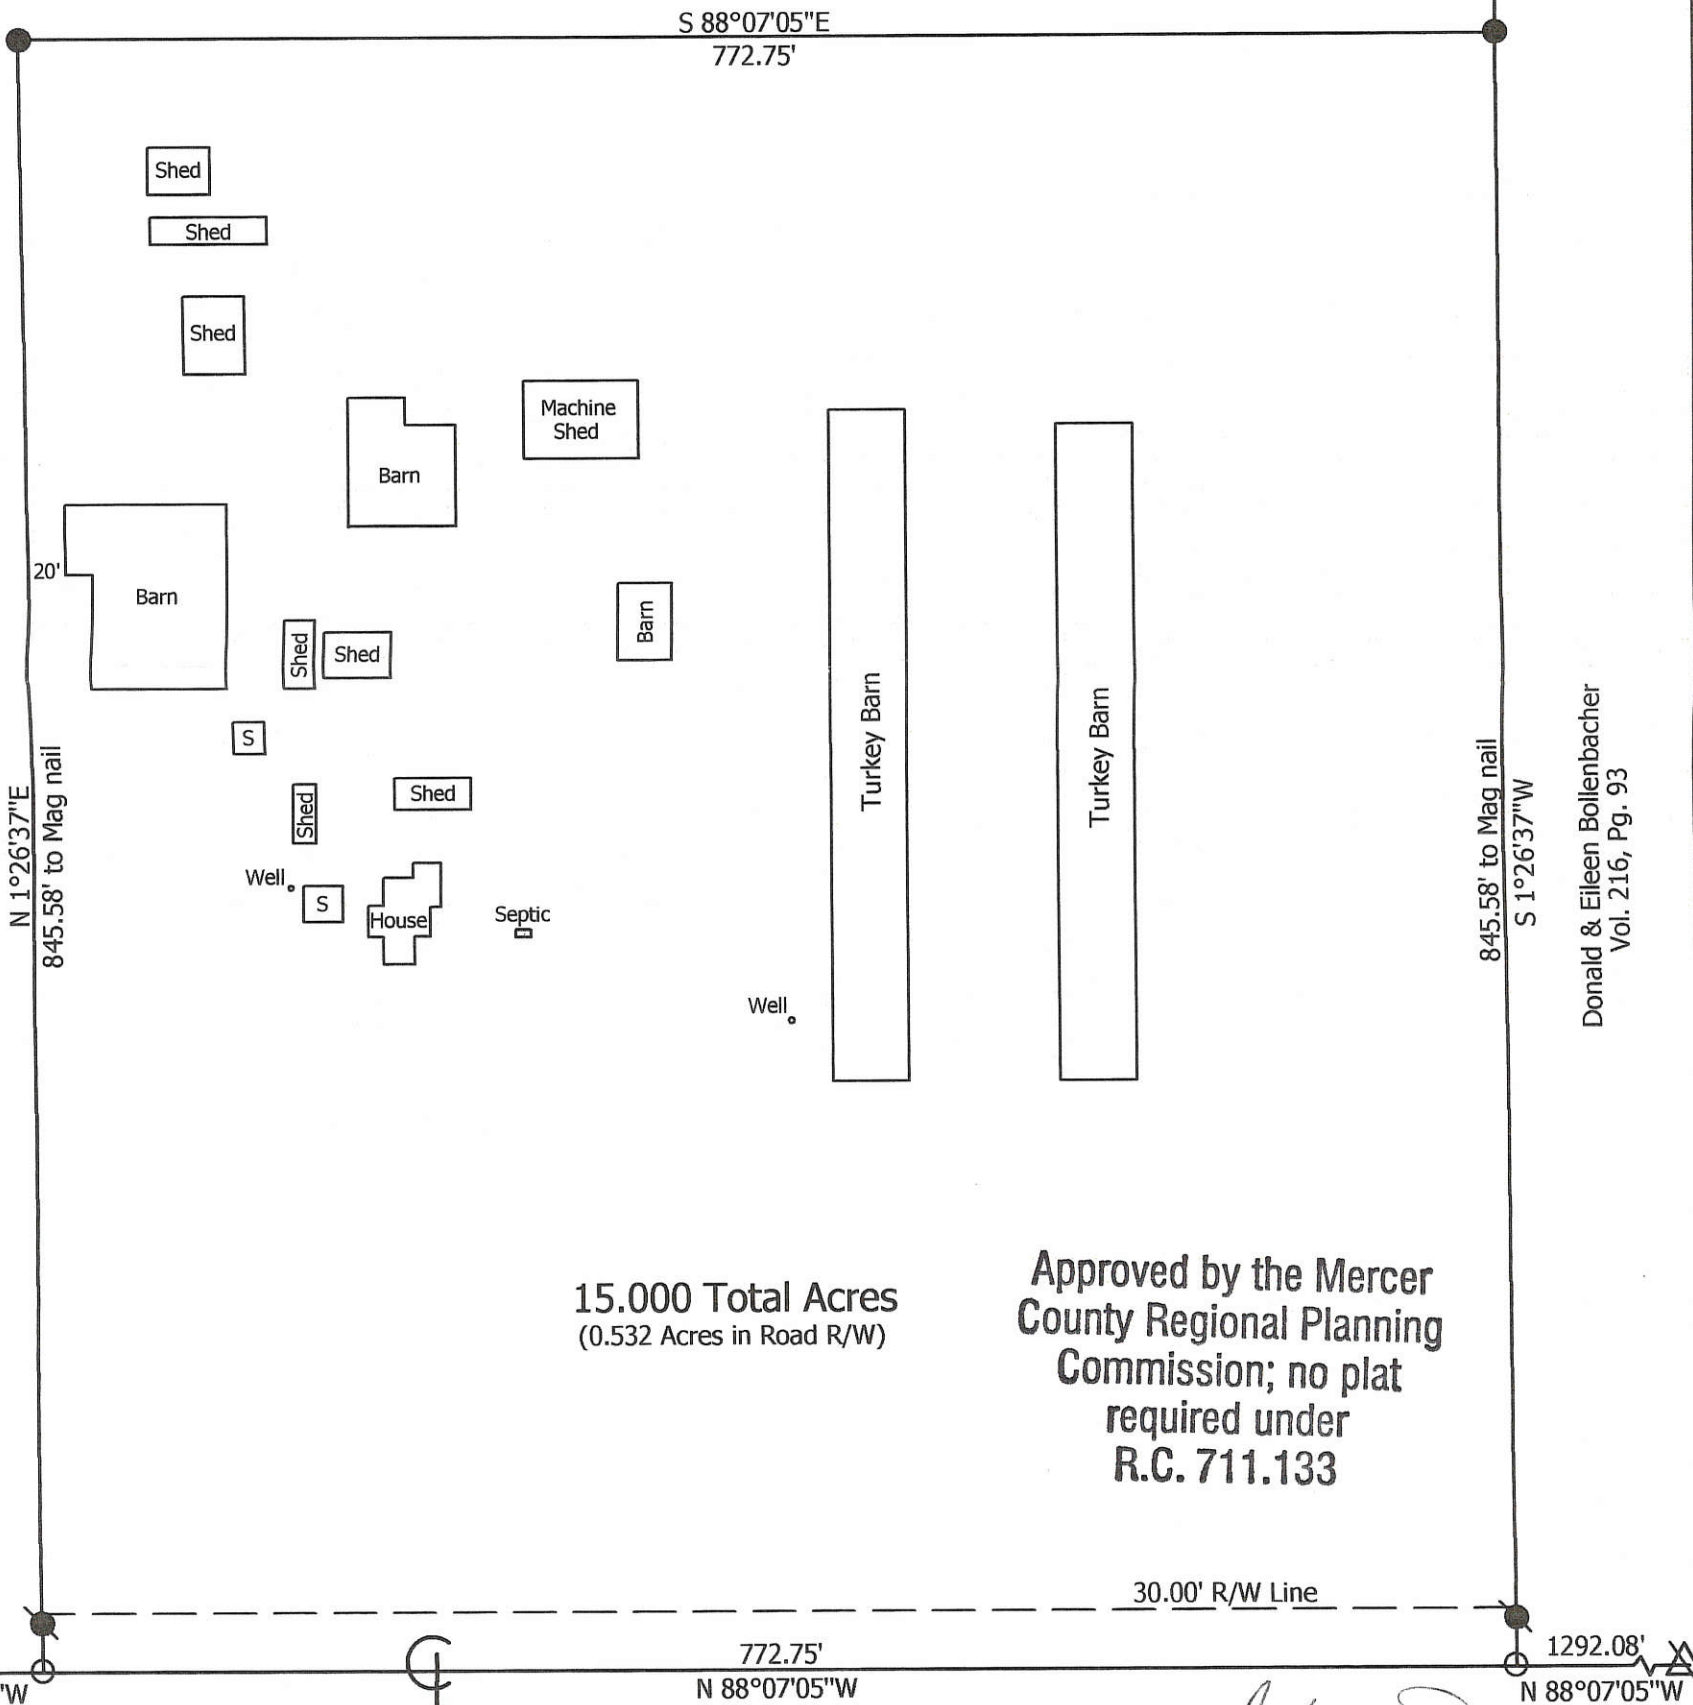 S 88°07'05"E
772.75'
Shed
Shed
Shed
Machine
Shed
Barn
20'
Barn
Barn
Shed
Shed
S
Shed
Shed
Well
S
House
Septic
Well
Turkey Barn
Turkey Barn
N 1°26'37"E
845.58' to Mag nail
845.58' to Mag nail
S 1°26'37"W
Donald & Eileen Bollenbacher
Vol. 216, Pg. 93
15.000 Total Acres
(0.532 Acres in Road R/W)
Approved by the Mercer
County Regional Planning
Commission; no plat
required under
R.C. 711.133
30.00' R/W Line
772.75'
N 88°07'05"W
1292.08'
N 88°07'05"W
"W